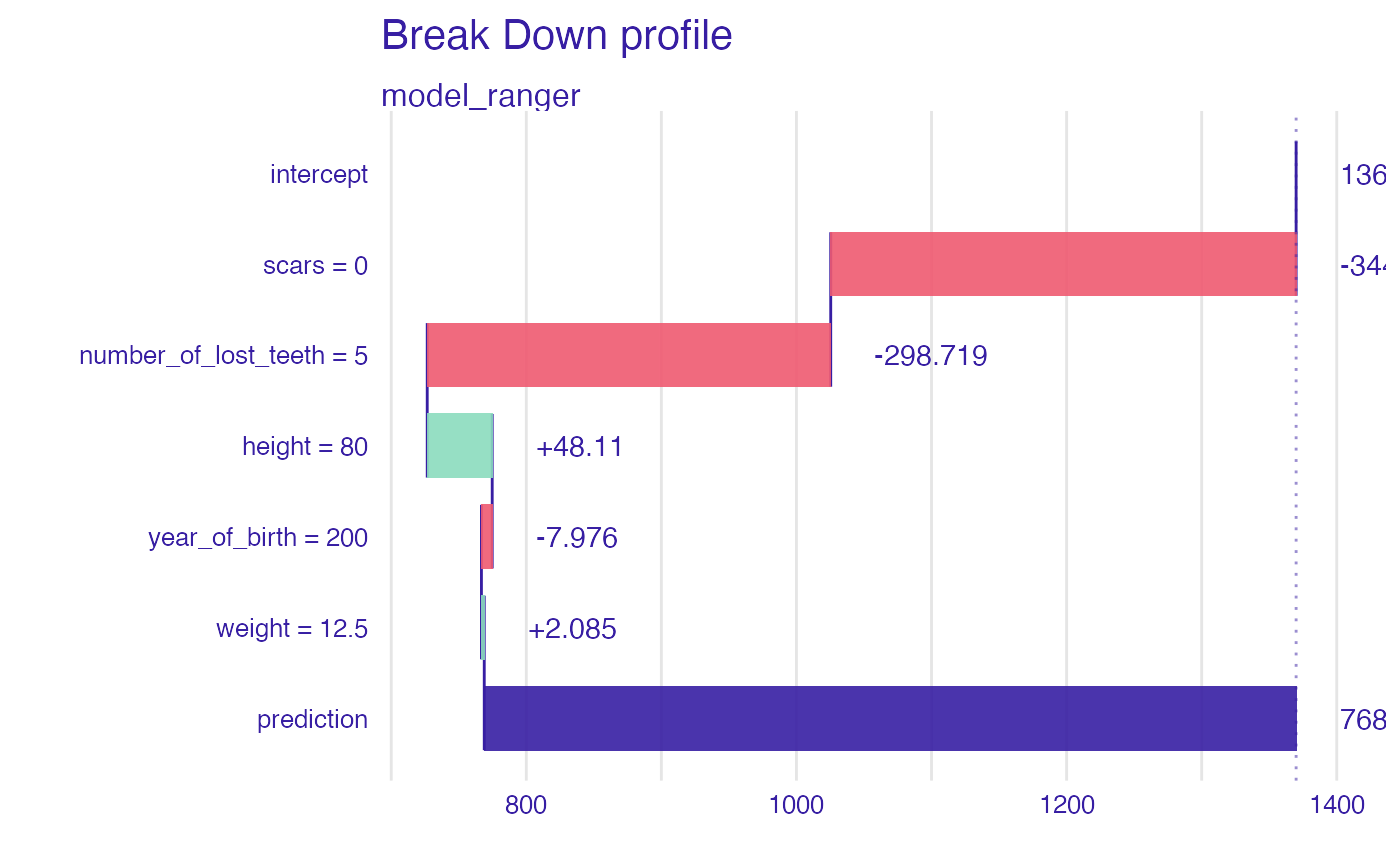 Break Down profile
model_ranger
intercept 136
scars = 0 -344
number_of_lost_teeth = 5 -298.719
height = 80 +48.11
year_of_birth = 200 -7.976
weight = 12.5 +2.085
prediction 768
800 1000 1200 1400